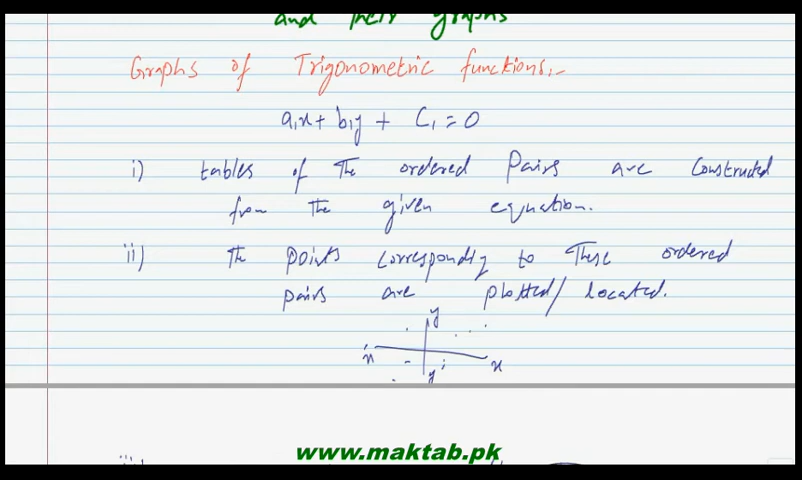 and their graphs
Graphs of Trigonometric functions:-
a₁x + b₁y + C₁ = 0
i) tables of the ordered Pairs are constructed
from the given equation.
ii) The points corresponding to These ordered
pairs are plotted/located.
y
x x
y
iii)
www.maktab.pk